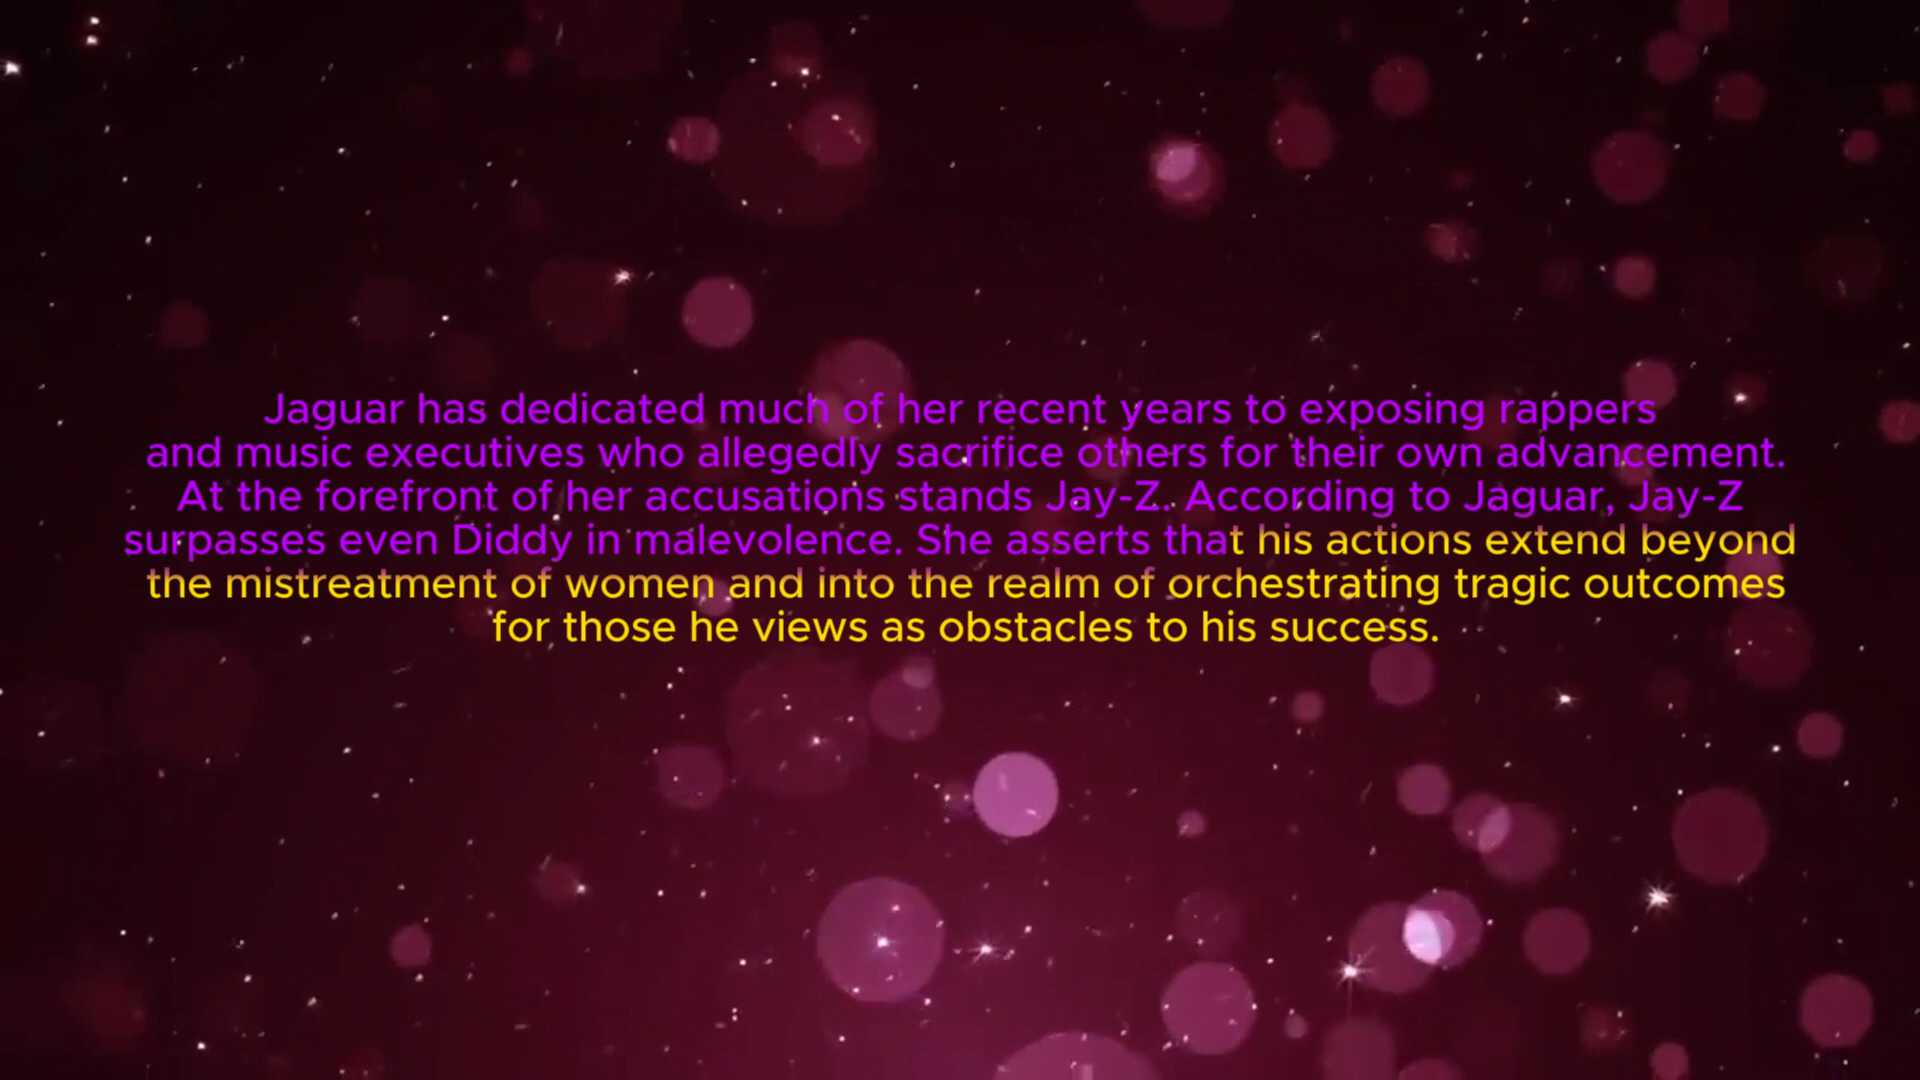 Jaguar has dedicated much of her recent years to exposing rappers
and music executives who allegedly sacrifice others for their own advancement.
At the forefront of her accusations stands Jay-Z. According to Jaguar, Jay-Z
surpasses even Diddy in malevolence. She asserts that his actions extend beyond
the mistreatment of women and into the realm of orchestrating tragic outcomes
for those he views as obstacles to his success.